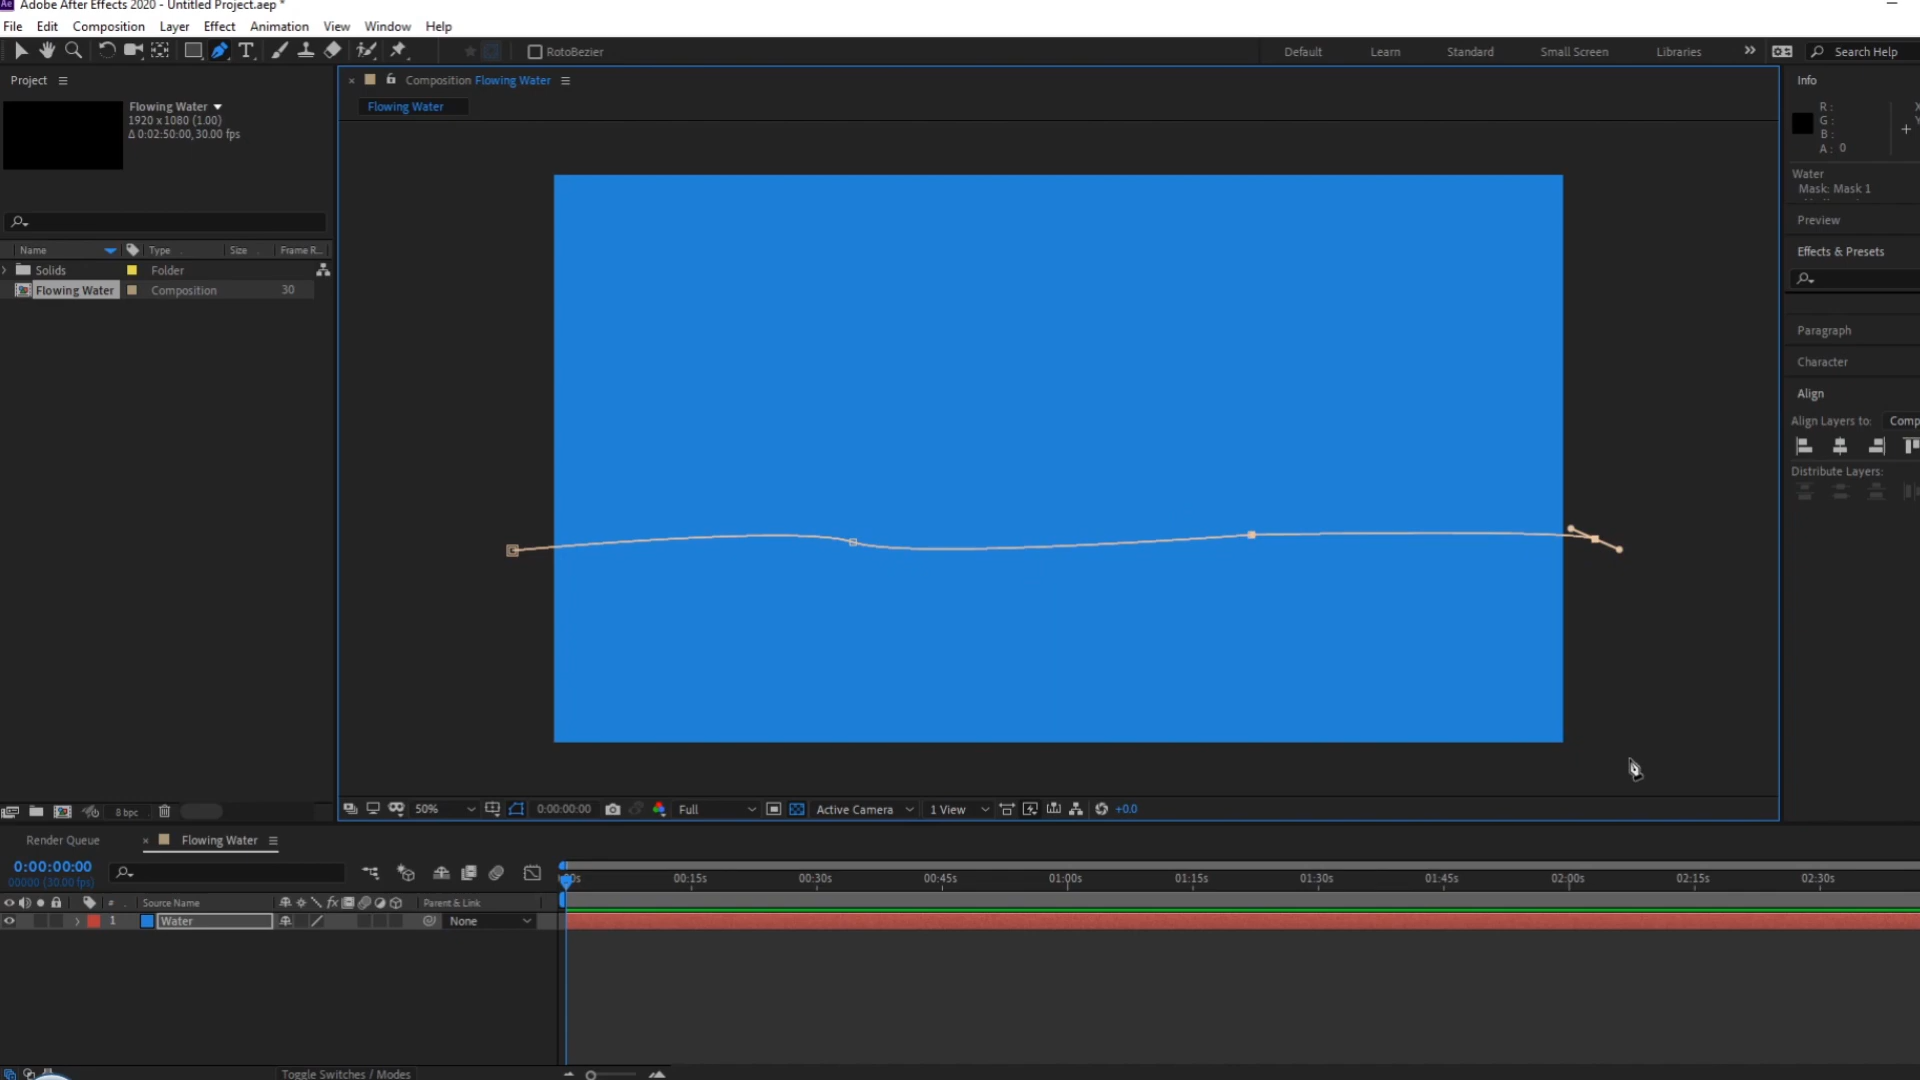 Ae Adobe After Effects 2020 - Untitled Project.aep *
File Edit Composition Layer Effect Animation View Window Help
RotoBezier Default Learn Standard Small Screen Libraries Search Help
Project
Flowing Water
1920 x 1080 (1.00)
Δ 0:02:50:00, 30.00 fps
Name Type Size Frame R...
Solids Folder
Flowing Water Composition 30
8 bpc
Composition Flowing Water
Flowing Water
50% 0:00:00:00 Full Active Camera 1 View +0.0
Info
R :
G :
B :
A : 0
X
Y
Water
Mask: Mask 1
Preview
Effects & Presets
Paragraph
Character
Align
Align Layers to: Comp
Distribute Layers:
Render Queue Flowing Water
0:00:00:00
00000 (30.00 fps)
00:15s 00:30s 00:45s 01:00s 01:15s 01:30s 01:45s 02:00s 02:15s 02:30s
# Source Name fx Parent & Link
1 Water None
Toggle Switches / Modes